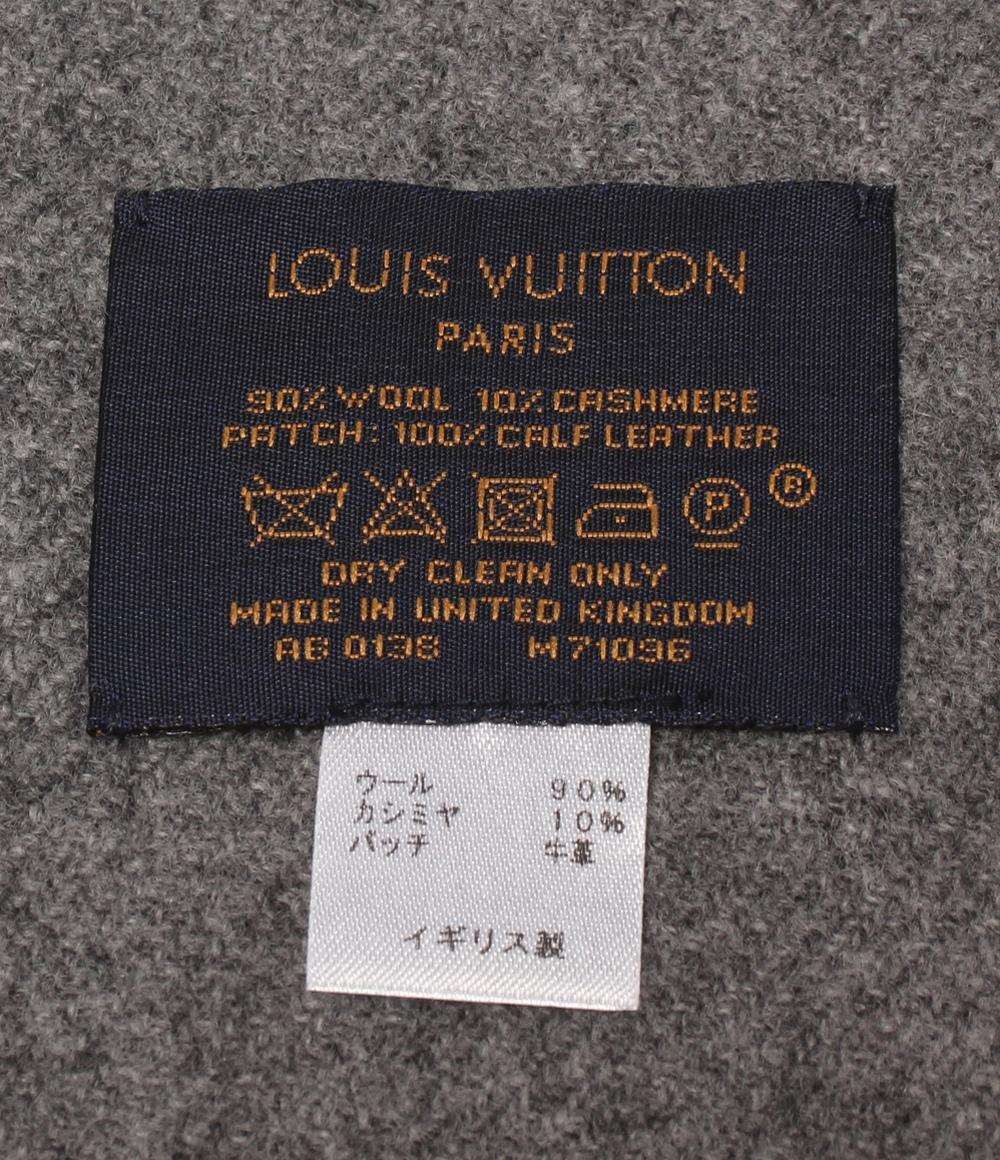 LOUIS VUITTON
PARIS
90% WOOL 10% CASHMERE
PATCH: 100% CALF LEATHER
P ®
DRY CLEAN ONLY
MADE IN UNITED KINGDOM
AB 0138 M71096
ウール 90%
カシミヤ 10%
パッチ 牛革
イギリス製